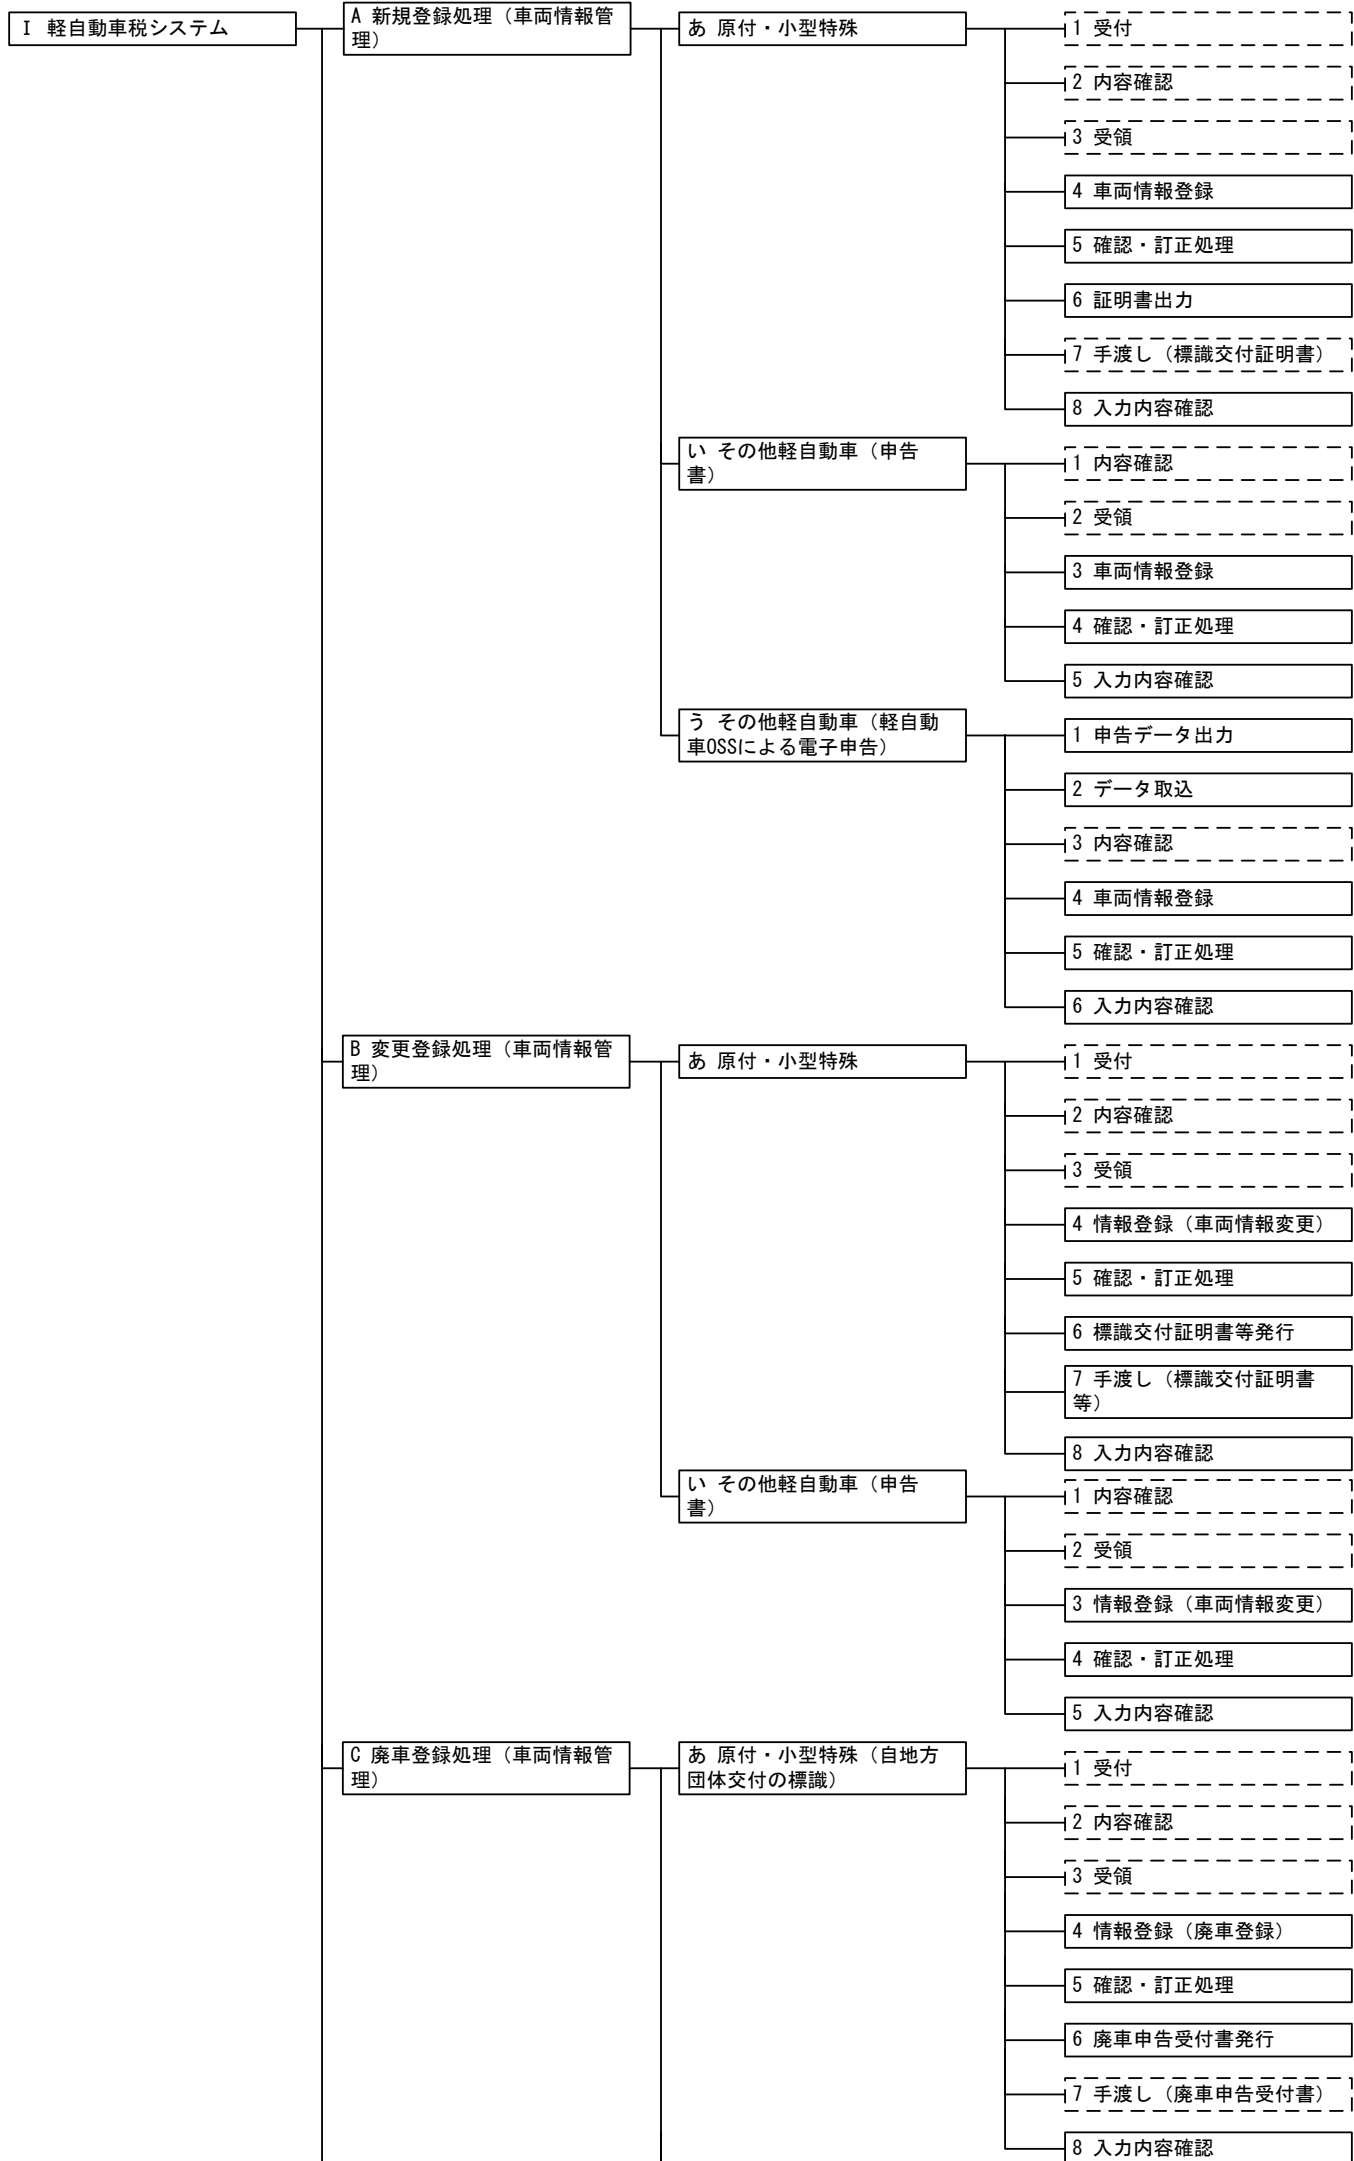 I 軽自動車税システム
A 新規登録処理（車両情報管
理）
あ 原付・小型特殊
1 受付
2 内容確認
3 受領
4 車両情報登録
5 確認・訂正処理
6 証明書出力
7 手渡し（標識交付証明書）
8 入力内容確認
い その他軽自動車（申告
書）
1 内容確認
2 受領
3 車両情報登録
4 確認・訂正処理
5 入力内容確認
う その他軽自動車（軽自動
車OSSによる電子申告）
1 申告データ出力
2 データ取込
3 内容確認
4 車両情報登録
5 確認・訂正処理
6 入力内容確認
B 変更登録処理（車両情報管
理）
あ 原付・小型特殊
1 受付
2 内容確認
3 受領
4 情報登録（車両情報変更）
5 確認・訂正処理
6 標識交付証明書等発行
7 手渡し（標識交付証明書
等）
8 入力内容確認
い その他軽自動車（申告
書）
1 内容確認
2 受領
3 情報登録（車両情報変更）
4 確認・訂正処理
5 入力内容確認
C 廃車登録処理（車両情報管
理）
あ 原付・小型特殊（自地方
団体交付の標識）
1 受付
2 内容確認
3 受領
4 情報登録（廃車登録）
5 確認・訂正処理
6 廃車申告受付書発行
7 手渡し（廃車申告受付書）
8 入力内容確認